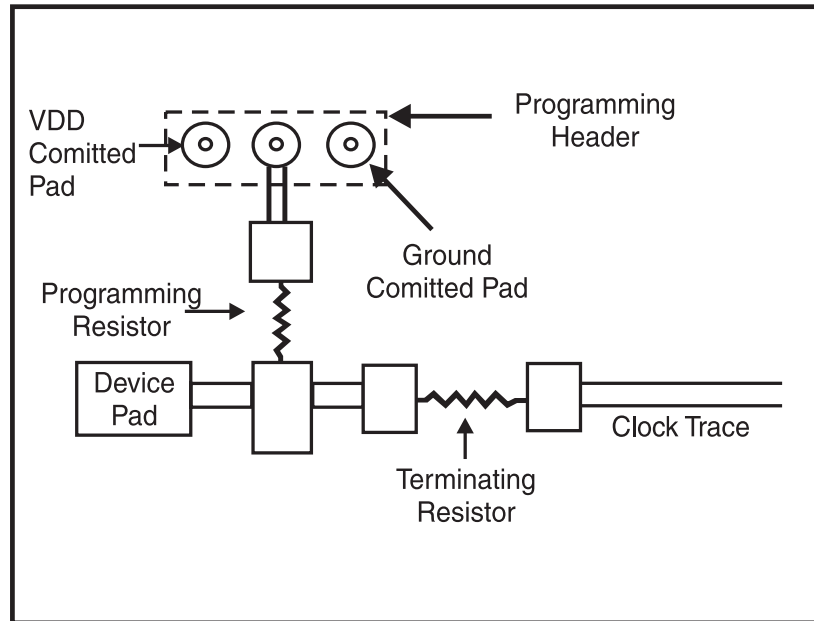 VDD
Comitted
Pad
Programming
Header
Ground
Comitted Pad
Programming
Resistor
Device
Pad
Clock Trace
Terminating
Resistor